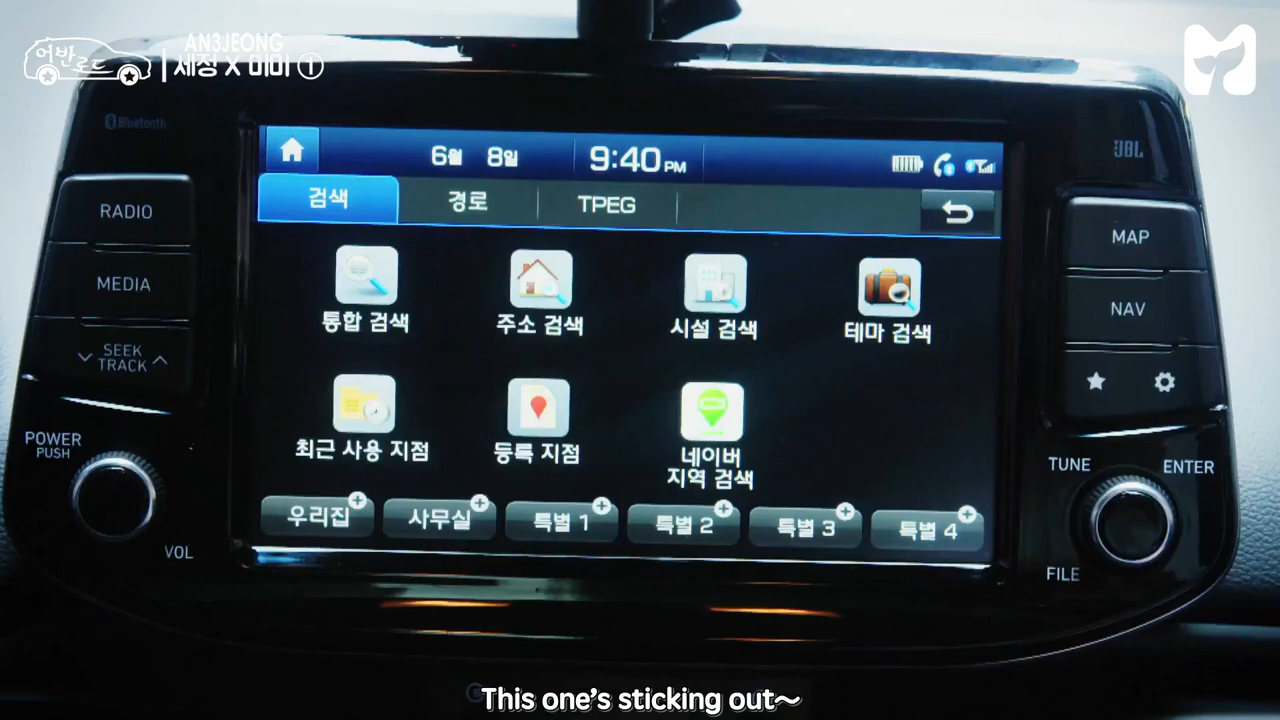 어반로드
AN3JEONG
세정 X 미미 ①
Bluetooth
JBL
6월 8일 9:40 PM
검색 경로 TPEG
RADIO
MEDIA
SEEK
TRACK
POWER
PUSH
VOL
MAP
NAV
TUNE
ENTER
FILE
통합 검색 주소 검색 시설 검색 테마 검색
최근 사용 지점 등록 지점 네이버
지역 검색
우리집 사무실 특별 1 특별 2 특별 3 특별 4
This one's sticking out~